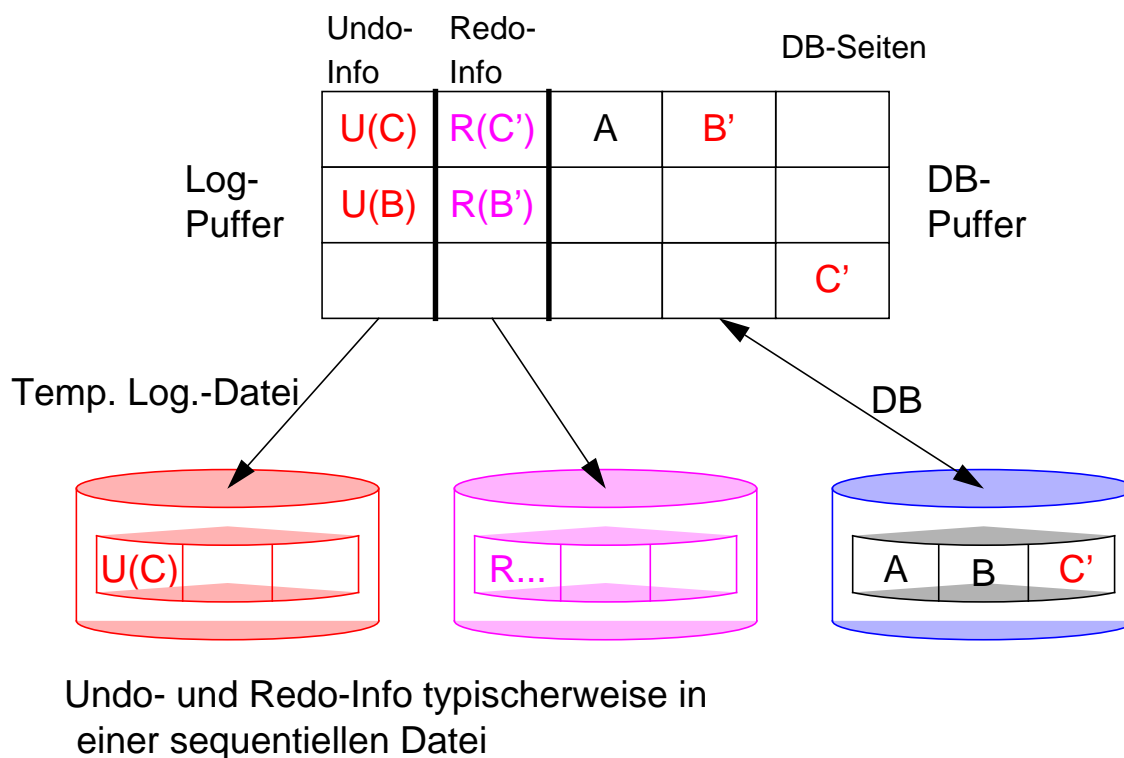 Undo- Redo-
Info Info DB-Seiten
U(C) R(C’) A B’
Log-
Puffer
U(B) R(B’)
DB-
Puffer
C’
Temp. Log.-Datei
DB
U(C) R... A B C’
Undo- und Redo-Info typischerweise in
einer sequentiellen Datei